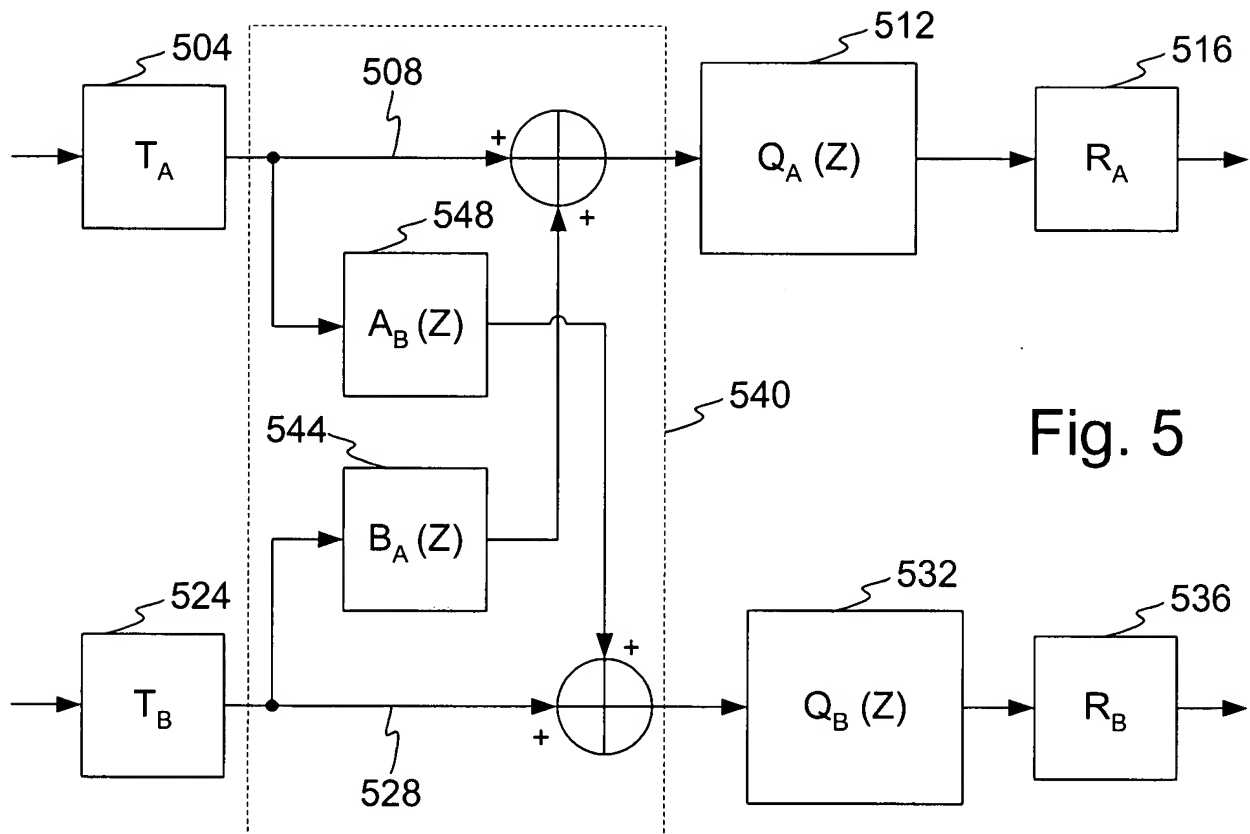 504
508
512
516
T_A
+
+
Q_A (Z)
R_A
548
A_B (Z)
540
Fig. 5
544
B_A (Z)
524
532
536
T_B
+
+
Q_B (Z)
R_B
528